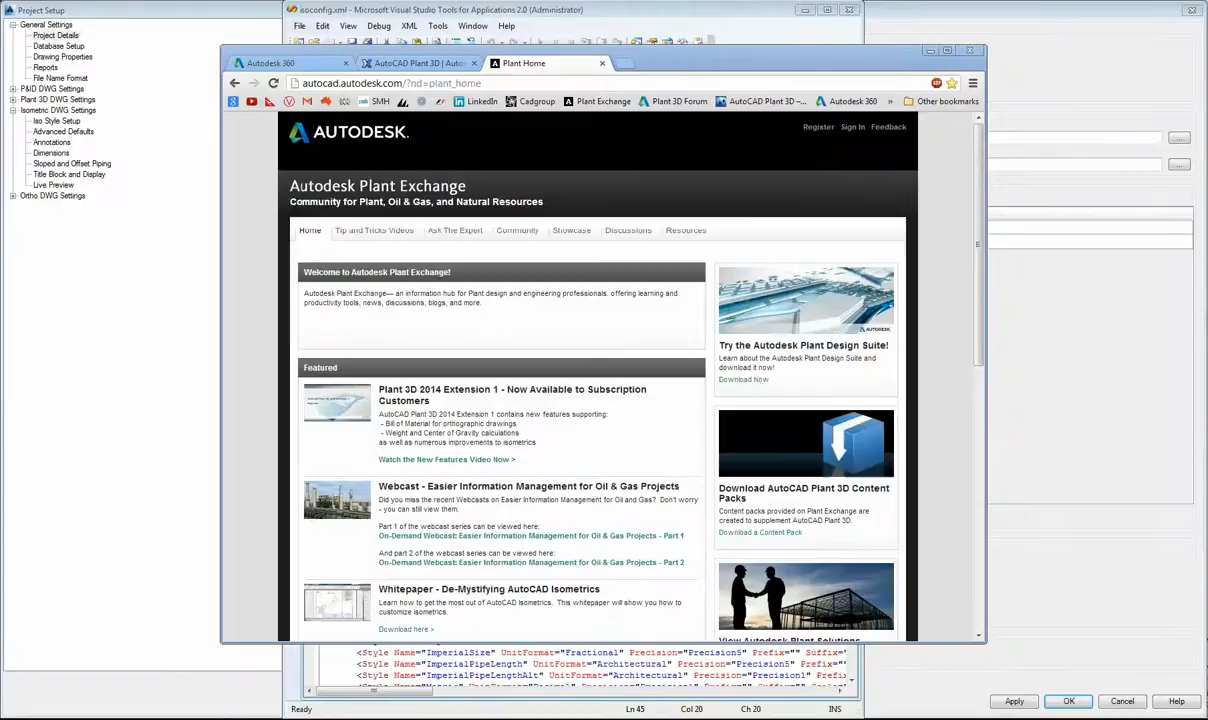 Project Setup
General Settings
Project Details
Database Setup
Drawing Properties
Reports
File Name Format
P&ID DWG Settings
Plant 3D DWG Settings
Isometric DWG Settings
Iso Style Setup
Advanced Defaults
Annotations
Dimensions
Sloped and Offset Piping
Title Block and Display
Live Preview
Ortho DWG Settings
isoconfig.xml - Microsoft Visual Studio Tools for Applications 2.0 (Administrator)
File Edit View Debug XML Tools Window Help
Autodesk 360
AutoCAD Plant 3D | Auto
Plant Home
autocad.autodesk.com/?nd=plant_home
SMH
LinkedIn
Cadgroup
Plant Exchange
Plant 3D Forum
AutoCAD Plant 3D –...
Autodesk 360
»
Other bookmarks
AUTODESK.
Register Sign In Feedback
Autodesk Plant Exchange
Community for Plant, Oil & Gas, and Natural Resources
Home Tip and Tricks Videos Ask The Expert Community Showcase Discussions Resources
Welcome to Autodesk Plant Exchange!
Autodesk Plant Exchange— an information hub for Plant design and engineering professionals. offering learning and
productivity tools, news, discussions, blogs, and more.
Featured
Plant 3D 2014 Extension 1 - Now Available to Subscription
Customers
AutoCAD Plant 3D 2014 Extension 1 contains new features supporting:
- Bill of Material for orthographic drawings
- Weight and Center of Gravity calculations
as well as numerous improvements to isometrics
Watch the New Features Video Now >
Webcast - Easier Information Management for Oil & Gas Projects
Did you miss the recent Webcasts on Easier Information Management for Oil and Gas? Don't worry
- you can still view them.
Part 1 of the webcast series can be viewed here:
On-Demand Webcast: Easier Information Management for Oil & Gas Projects - Part 1
And part 2 of the webcast series can be viewed here:
On-Demand Webcast: Easier Information Management for Oil & Gas Projects - Part 2
Whitepaper - De-Mystifying AutoCAD Isometrics
Learn how to get the most out of AutoCAD Isometrics. This whitepaper will show you how to
customize isometrics.
Download here >
AUTODESK
Try the Autodesk Plant Design Suite!
Learn about the Autodesk Plant Design Suite and
download it now!
Download Now
Download AutoCAD Plant 3D Content
Packs
Content packs provided on Plant Exchange are
created to supplement AutoCAD Plant 3D.
Download a Content Pack
View Autodesk Plant Solutions
<Style Name="ImperialSize" UnitFormat="Fractional" Precision="Precision5" Prefix="" Suffix="
<Style Name="ImperialPipeLength" UnitFormat="Architectural" Precision="Precision5" Prefix=""
<Style Name="ImperialPipeLengthAlt" UnitFormat="Architectural" Precision="Precision1" Prefix=
Ready Ln 45 Col 20 Ch 20 INS
Apply OK Cancel Help